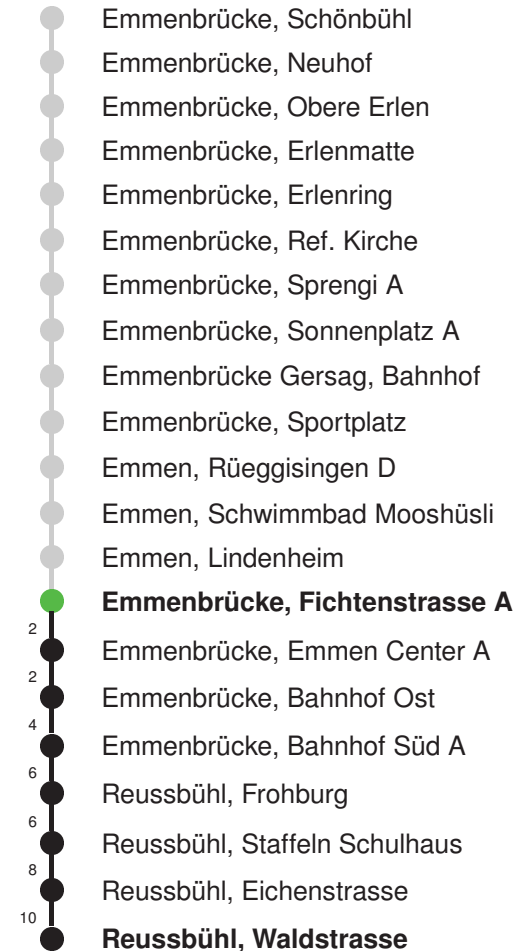 Emmenbrücke, Schönbühl
Emmenbrücke, Neuhof
Emmenbrücke, Obere Erlen
Emmenbrücke, Erlenmatte
Emmenbrücke, Erlenring
Emmenbrücke, Ref. Kirche
Emmenbrücke, Sprengi A
Emmenbrücke, Sonnenplatz A
Emmenbrücke Gersag, Bahnhof
Emmenbrücke, Sportplatz
Emmen, Rüeggisingen D
Emmen, Schwimmbad Mooshüsli
Emmen, Lindenheim
Emmenbrücke, Fichtenstrasse A
2
Emmenbrücke, Emmen Center A
2
Emmenbrücke, Bahnhof Ost
4
Emmenbrücke, Bahnhof Süd A
6
Reussbühl, Frohburg
6
Reussbühl, Staffeln Schulhaus
8
Reussbühl, Eichenstrasse
10
Reussbühl, Waldstrasse